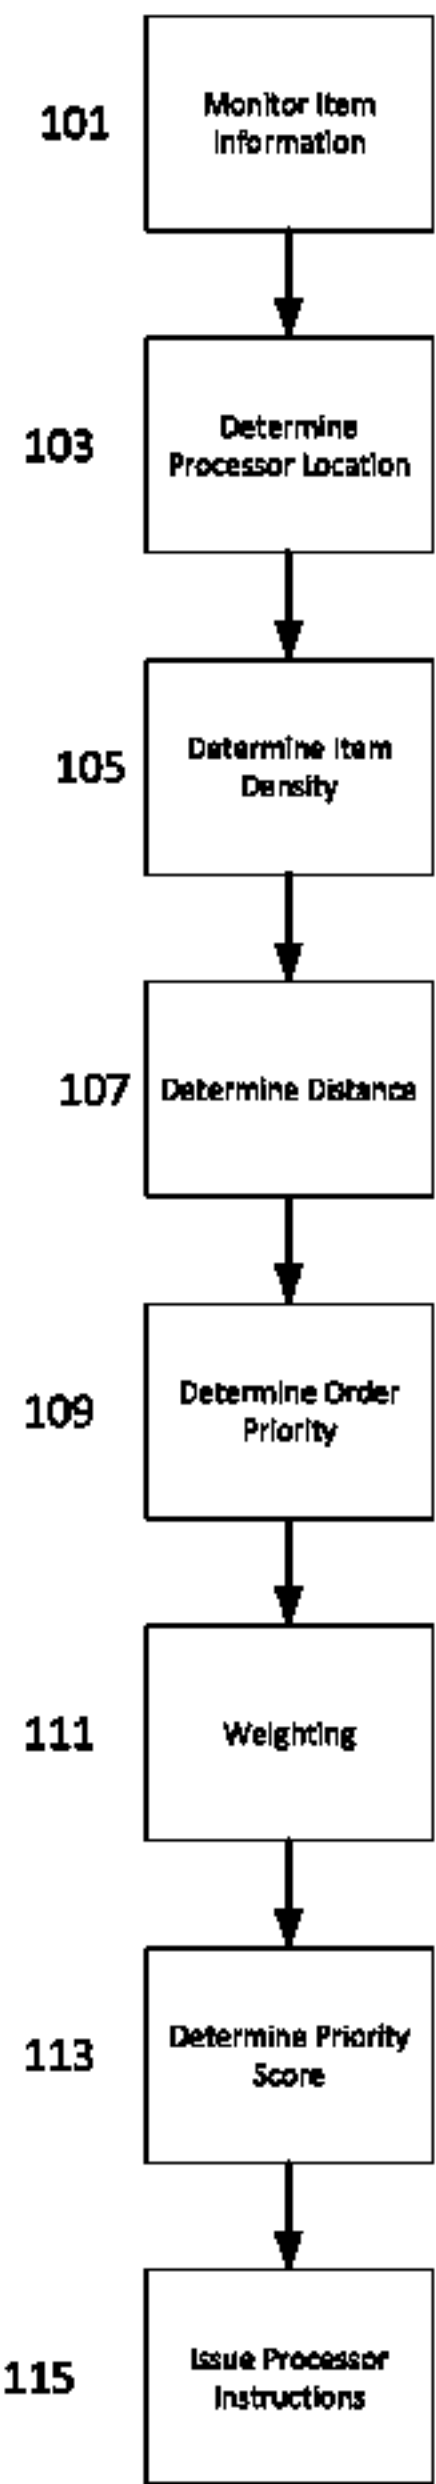 101
Monitor Item
Information
103
Determine
Processor Location
105
Determine Item
Density
107
Determine Distance
109
Determine Order
Priority
111
Weighting
113
Determine Priority
Score
115
Issue Processor
Instructions